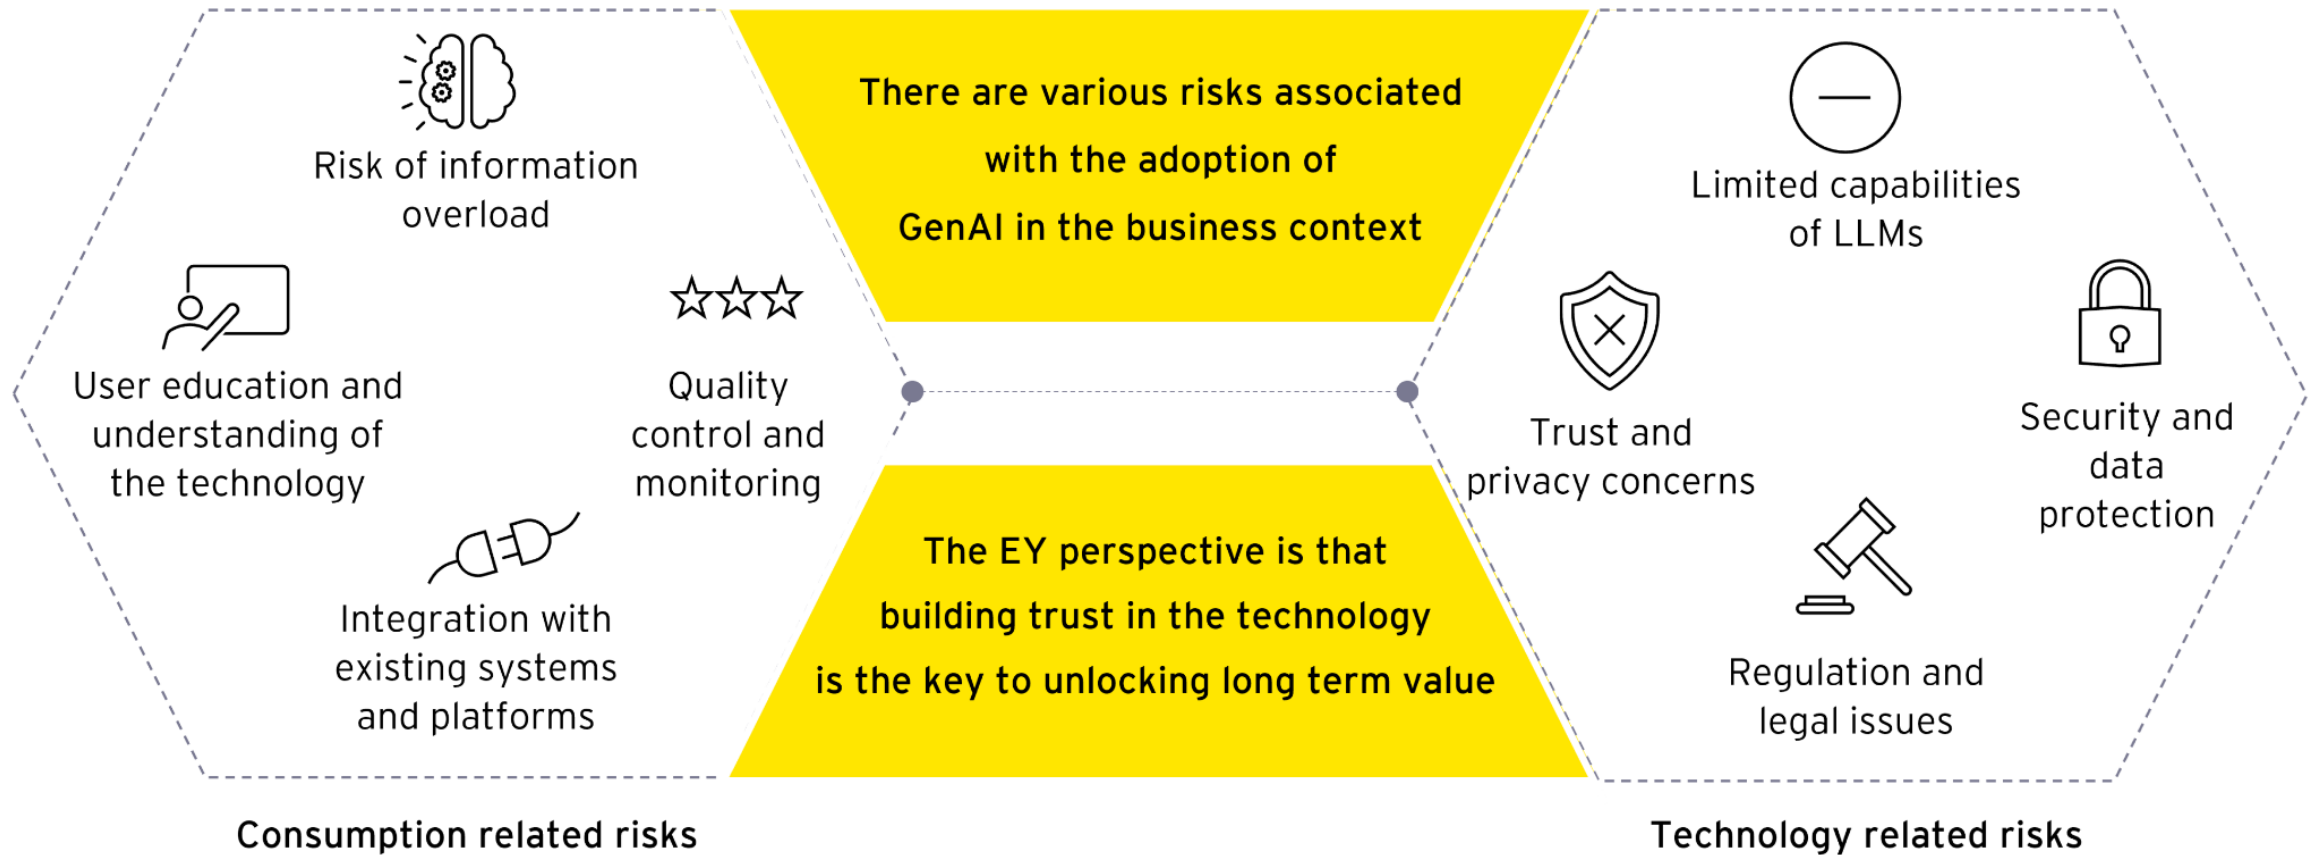 Risk of information
overload
User education and
understanding of
the technology
Quality
control and
monitoring
Integration with
existing systems
and platforms
Consumption related risks
There are various risks associated
with the adoption of
GenAI in the business context
The EY perspective is that
building trust in the technology
is the key to unlocking long term value
Limited capabilities
of LLMs
Trust and
privacy concerns
Security and
data
protection
Regulation and
legal issues
Technology related risks